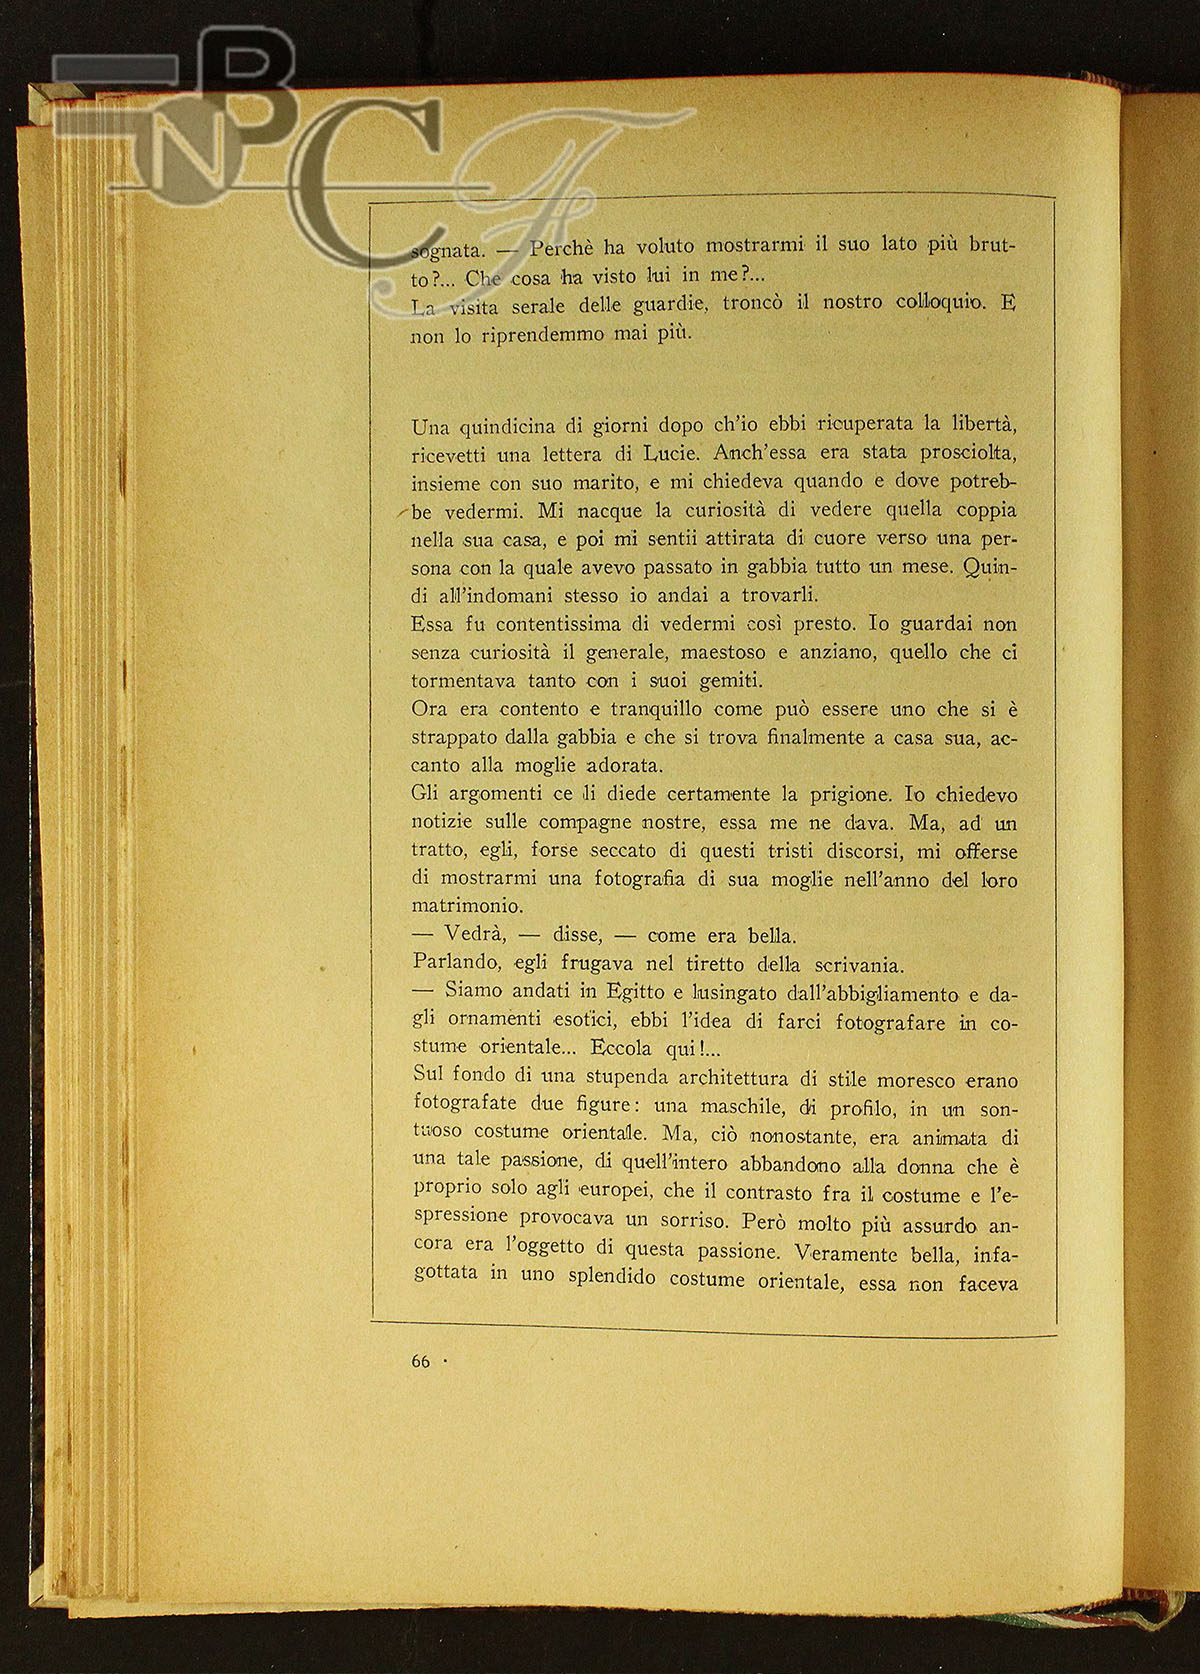 NBCA
sognata. — Perchè ha voluto mostrarmi il suo lato più brut-
to?... Che cosa ha visto lui in me?...
La visita serale delle guardie, troncò il nostro colloquio. E
non lo riprendemmo mai più.
Una quindicina di giorni dopo ch'io ebbi ricuperata la libertà,
ricevetti una lettera di Lucie. Anch'essa era stata prosciolta,
insieme con suo marito, e mi chiedeva quando e dove potreb-
be vedermi. Mi nacque la curiosità di vedere quella coppia
nella sua casa, e poi mi sentii attirata di cuore verso una per-
sona con la quale avevo passato in gabbia tutto un mese. Quin-
di all'indomani stesso io andai a trovarli.
Essa fu contentissima di vedermi così presto. Io guardai non
senza curiosità il generale, maestoso e anziano, quello che ci
tormentava tanto con i suoi gemiti.
Ora era contento e tranquillo come può essere uno che si è
strappato dalla gabbia e che si trova finalmente a casa sua, ac-
canto alla moglie adorata.
Gli argomenti ce li diede certamente la prigione. Io chiedevo
notizie sulle compagne nostre, essa me ne dava. Ma, ad un
tratto, egli, forse seccato di questi tristi discorsi, mi offerse
di mostrarmi una fotografia di sua moglie nell'anno del loro
matrimonio.
— Vedrà, — disse, — come era bella.
Parlando, egli frugava nel tiretto della scrivania.
— Siamo andati in Egitto e lusingato dall'abbigliamento e da-
gli ornamenti esotici, ebbi l'idea di farci fotografare in co-
stume orientale... Eccola qui!...
Sul fondo di una stupenda architettura di stile moresco erano
fotografate due figure: una maschile, di profilo, in un son-
tuoso costume orientale. Ma, ciò nonostante, era animata di
una tale passione, di quell'intero abbandono alla donna che è
proprio solo agli europei, che il contrasto fra il costume e l'e-
spressione provocava un sorriso. Però molto più assurdo an-
cora era l'oggetto di questa passione. Veramente bella, infa-
gottata in uno splendido costume orientale, essa non faceva
66